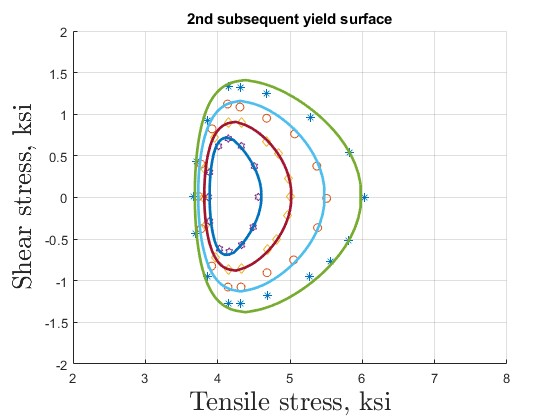 2nd subsequent yield surface
Shear stress, ksi
2
1.5
1
0.5
0
-0.5
-1
-1.5
-2
2 3 4 5 6 7 8
Tensile stress, ksi